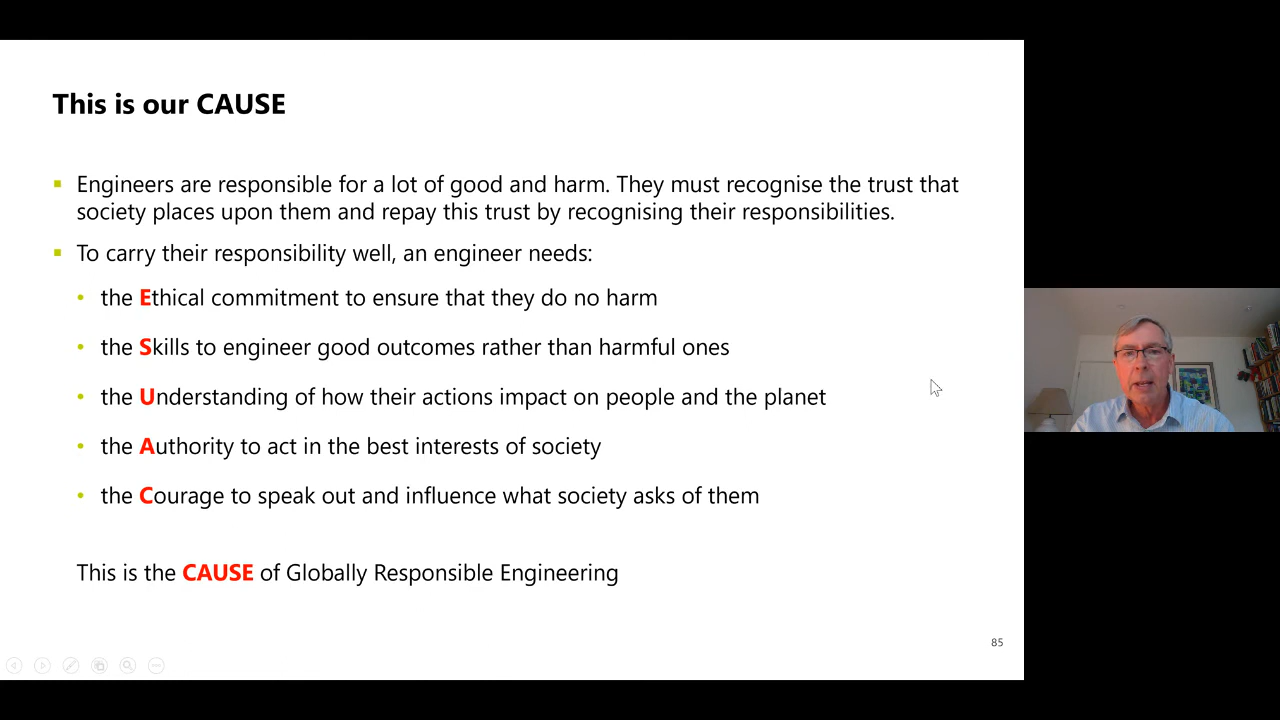 This is our CAUSE
Engineers are responsible for a lot of good and harm. They must recognise the trust that
society places upon them and repay this trust by recognising their responsibilities.
To carry their responsibility well, an engineer needs:
the Ethical commitment to ensure that they do no harm
the Skills to engineer good outcomes rather than harmful ones
the Understanding of how their actions impact on people and the planet
the Authority to act in the best interests of society
the Courage to speak out and influence what society asks of them
This is the CAUSE of Globally Responsible Engineering
85